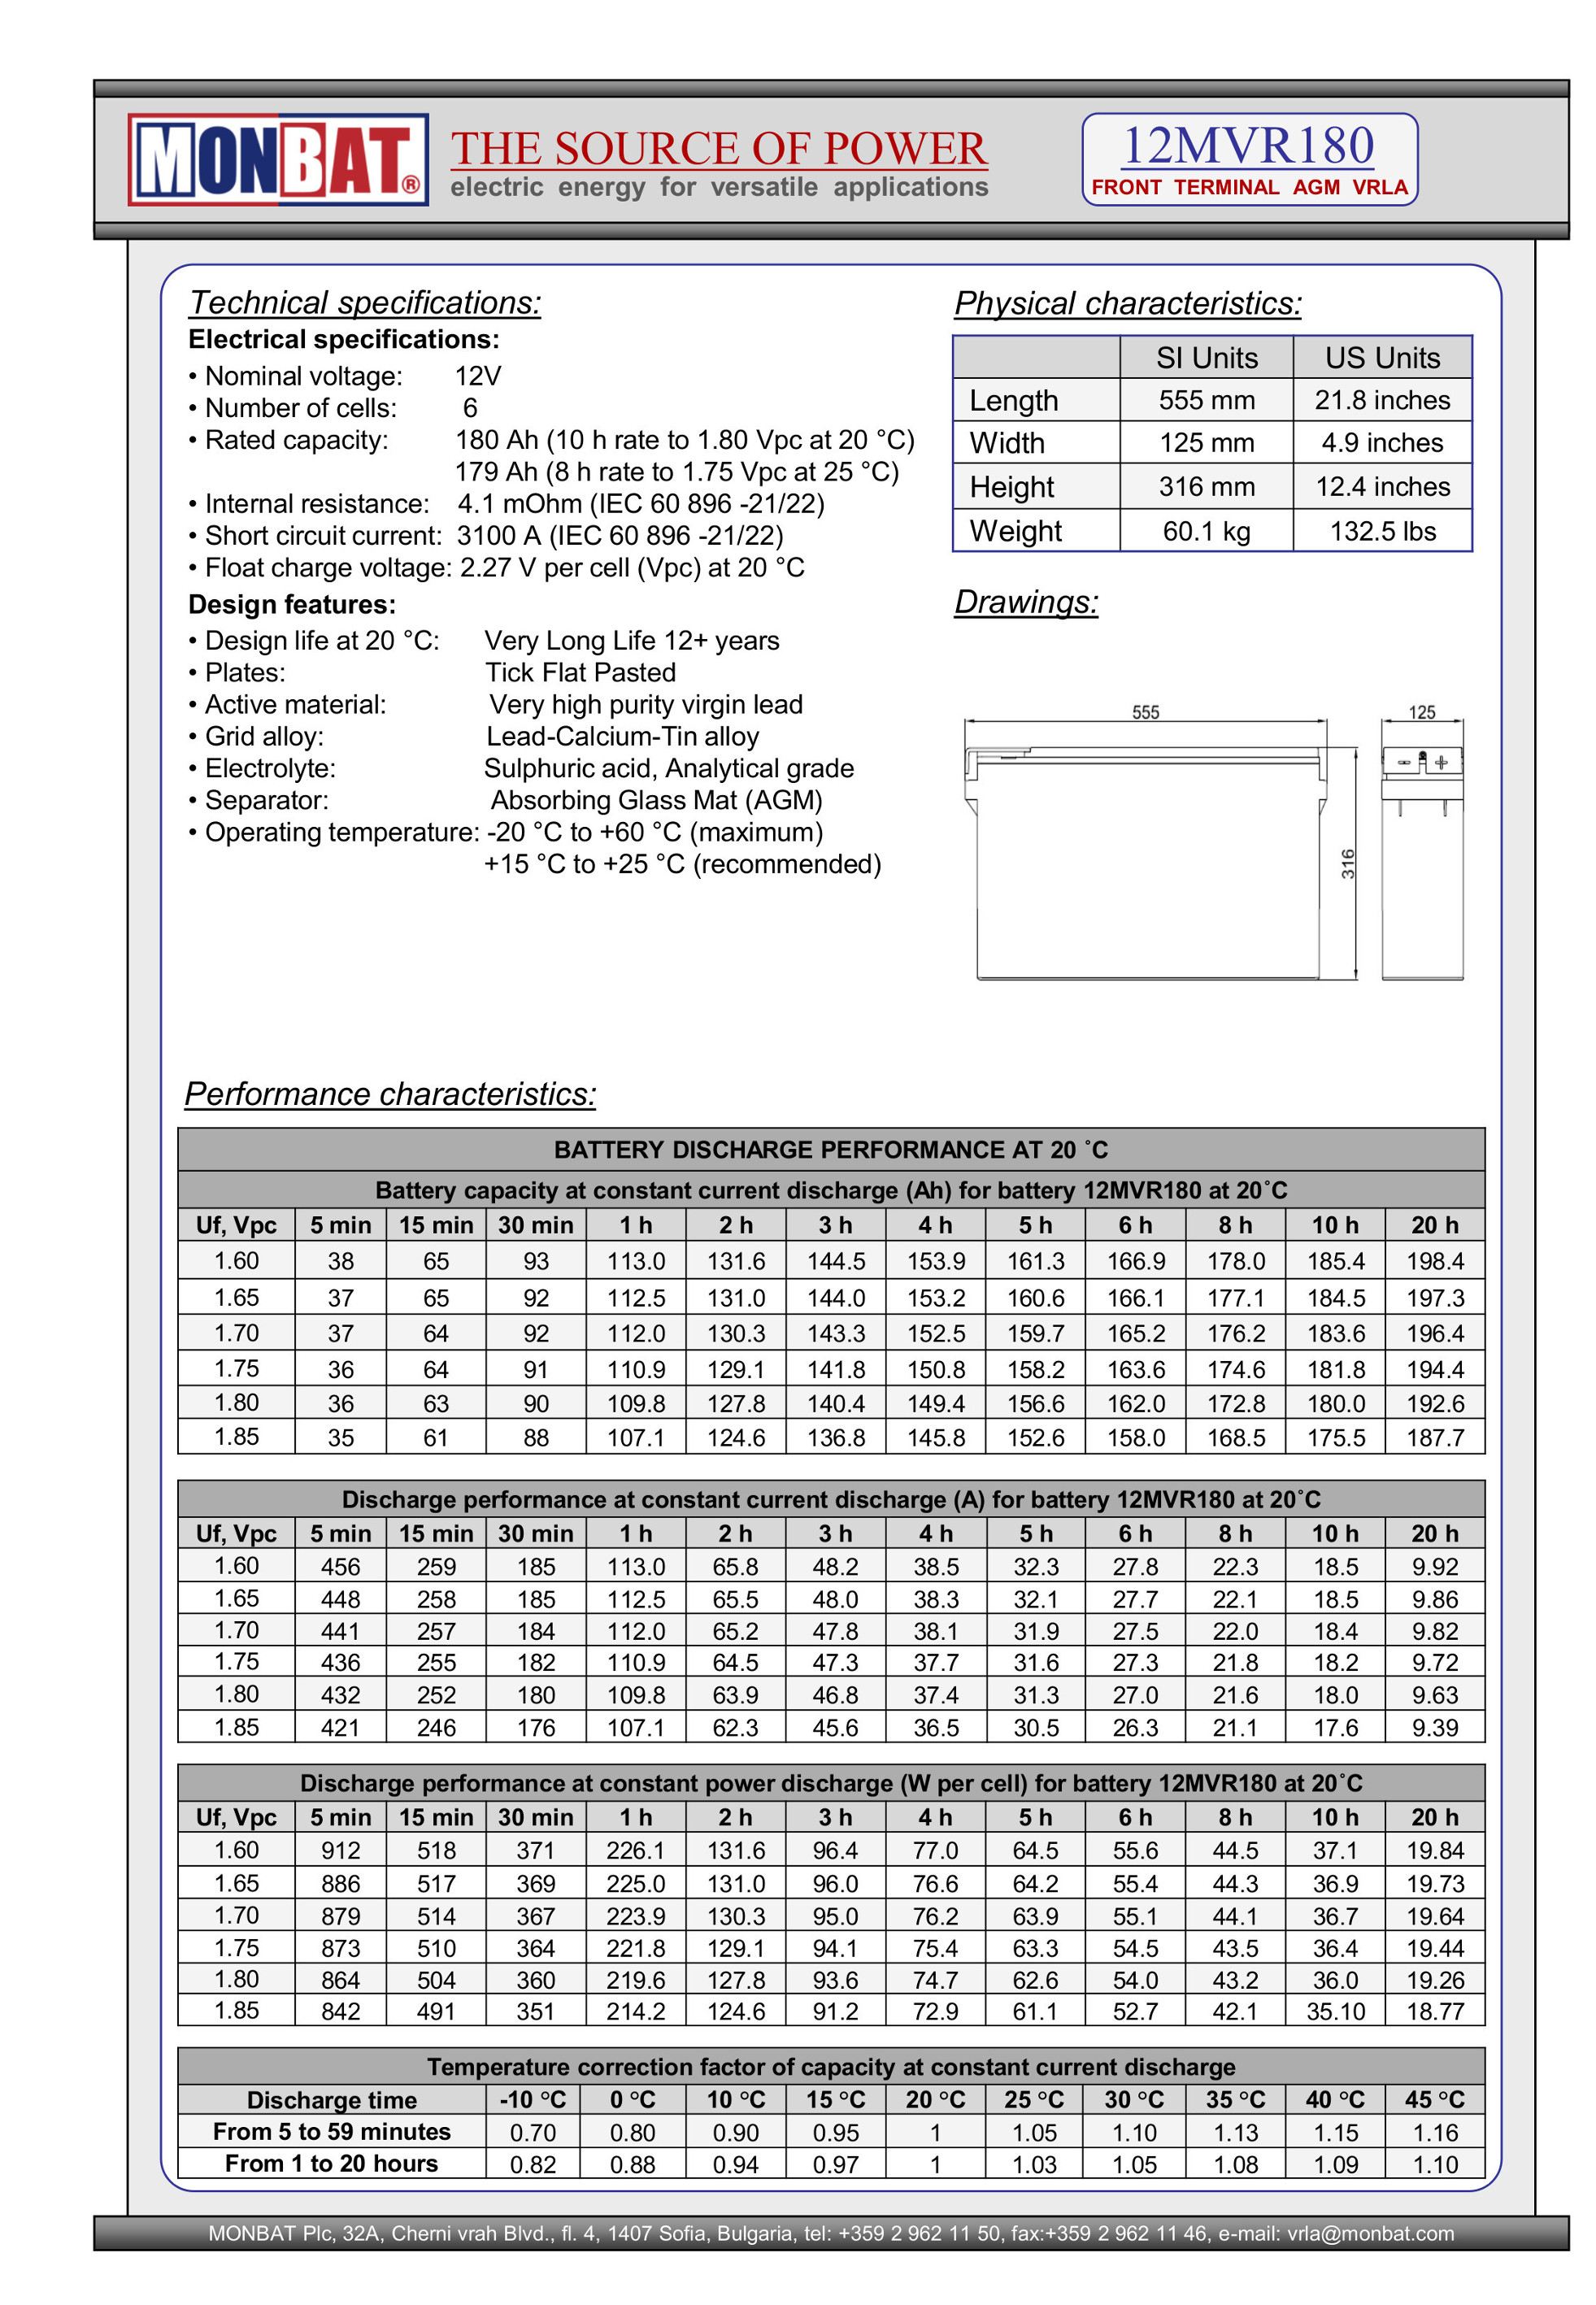 MONBAT®
THE SOURCE OF POWER
electric energy for versatile applications
12MVR180
FRONT TERMINAL AGM VRLA
Technical specifications:
Electrical specifications:
• Nominal voltage: 12V
• Number of cells: 6
• Rated capacity: 180 Ah (10 h rate to 1.80 Vpc at 20 °C)
179 Ah (8 h rate to 1.75 Vpc at 25 °C)
• Internal resistance: 4.1 mOhm (IEC 60 896 -21/22)
• Short circuit current: 3100 A (IEC 60 896 -21/22)
• Float charge voltage: 2.27 V per cell (Vpc) at 20 °C
Design features:
• Design life at 20 °C: Very Long Life 12+ years
• Plates: Tick Flat Pasted
• Active material: Very high purity virgin lead
• Grid alloy: Lead-Calcium-Tin alloy
• Electrolyte: Sulphuric acid, Analytical grade
• Separator: Absorbing Glass Mat (AGM)
• Operating temperature: -20 °C to +60 °C (maximum)
+15 °C to +25 °C (recommended)
Physical characteristics:
SI Units US Units
Length 555 mm 21.8 inches
Width 125 mm 4.9 inches
Height 316 mm 12.4 inches
Weight 60.1 kg 132.5 lbs
Drawings:
555 125
- +
316
Performance characteristics:
BATTERY DISCHARGE PERFORMANCE AT 20 ˚C
Battery capacity at constant current discharge (Ah) for battery 12MVR180 at 20˚C
Uf, Vpc 5 min 15 min 30 min 1 h 2 h 3 h 4 h 5 h 6 h 8 h 10 h 20 h
1.60 38 65 93 113.0 131.6 144.5 153.9 161.3 166.9 178.0 185.4 198.4
1.65 37 65 92 112.5 131.0 144.0 153.2 160.6 166.1 177.1 184.5 197.3
1.70 37 64 92 112.0 130.3 143.3 152.5 159.7 165.2 176.2 183.6 196.4
1.75 36 64 91 110.9 129.1 141.8 150.8 158.2 163.6 174.6 181.8 194.4
1.80 36 63 90 109.8 127.8 140.4 149.4 156.6 162.0 172.8 180.0 192.6
1.85 35 61 88 107.1 124.6 136.8 145.8 152.6 158.0 168.5 175.5 187.7
Discharge performance at constant current discharge (A) for battery 12MVR180 at 20˚C
Uf, Vpc 5 min 15 min 30 min 1 h 2 h 3 h 4 h 5 h 6 h 8 h 10 h 20 h
1.60 456 259 185 113.0 65.8 48.2 38.5 32.3 27.8 22.3 18.5 9.92
1.65 448 258 185 112.5 65.5 48.0 38.3 32.1 27.7 22.1 18.5 9.86
1.70 441 257 184 112.0 65.2 47.8 38.1 31.9 27.5 22.0 18.4 9.82
1.75 436 255 182 110.9 64.5 47.3 37.7 31.6 27.3 21.8 18.2 9.72
1.80 432 252 180 109.8 63.9 46.8 37.4 31.3 27.0 21.6 18.0 9.63
1.85 421 246 176 107.1 62.3 45.6 36.5 30.5 26.3 21.1 17.6 9.39
Discharge performance at constant power discharge (W per cell) for battery 12MVR180 at 20˚C
Uf, Vpc 5 min 15 min 30 min 1 h 2 h 3 h 4 h 5 h 6 h 8 h 10 h 20 h
1.60 912 518 371 226.1 131.6 96.4 77.0 64.5 55.6 44.5 37.1 19.84
1.65 886 517 369 225.0 131.0 96.0 76.6 64.2 55.4 44.3 36.9 19.73
1.70 879 514 367 223.9 130.3 95.0 76.2 63.9 55.1 44.1 36.7 19.64
1.75 873 510 364 221.8 129.1 94.1 75.4 63.3 54.5 43.5 36.4 19.44
1.80 864 504 360 219.6 127.8 93.6 74.7 62.6 54.0 43.2 36.0 19.26
1.85 842 491 351 214.2 124.6 91.2 72.9 61.1 52.7 42.1 35.10 18.77
Temperature correction factor of capacity at constant current discharge
Discharge time -10 °C 0 °C 10 °C 15 °C 20 °C 25 °C 30 °C 35 °C 40 °C 45 °C
From 5 to 59 minutes 0.70 0.80 0.90 0.95 1 1.05 1.10 1.13 1.15 1.16
From 1 to 20 hours 0.82 0.88 0.94 0.97 1 1.03 1.05 1.08 1.09 1.10
MONBAT Plc, 32A, Cherni vrah Blvd., fl. 4, 1407 Sofia, Bulgaria, tel: +359 2 962 11 50, fax:+359 2 962 11 46, e-mail: vrla@monbat.com